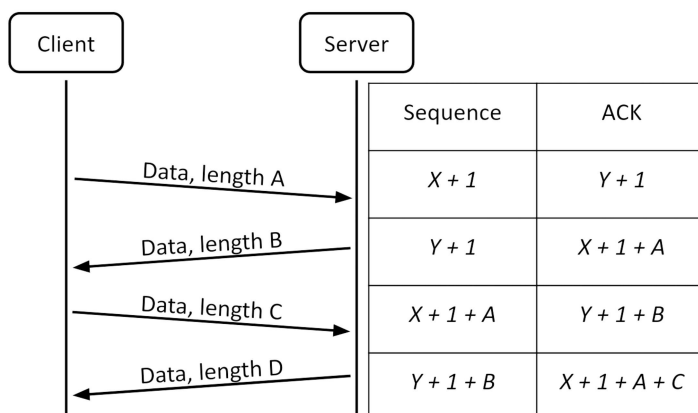 Client Server
Sequence ACK
Data, length A X + 1 Y + 1
Data, length B Y + 1 X + 1 + A
Data, length C X + 1 + A Y + 1 + B
Data, length D Y + 1 + B X + 1 + A + C